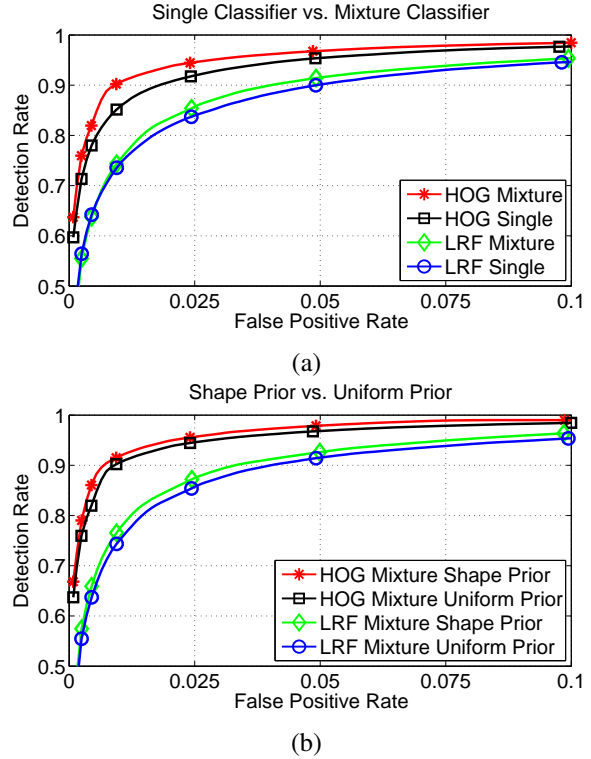 Single Classifier vs. Mixture Classifier
1
0.9
0.8
0.7
0.6
0.5
Detection Rate
HOG Mixture
HOG Single
LRF Mixture
LRF Single
0 0.025 0.05 0.075 0.1
False Positive Rate
(a)
Shape Prior vs. Uniform Prior
1
0.9
0.8
0.7
0.6
0.5
Detection Rate
HOG Mixture Shape Prior
HOG Mixture Uniform Prior
LRF Mixture Shape Prior
LRF Mixture Uniform Prior
0 0.025 0.05 0.075 0.1
False Positive Rate
(b)